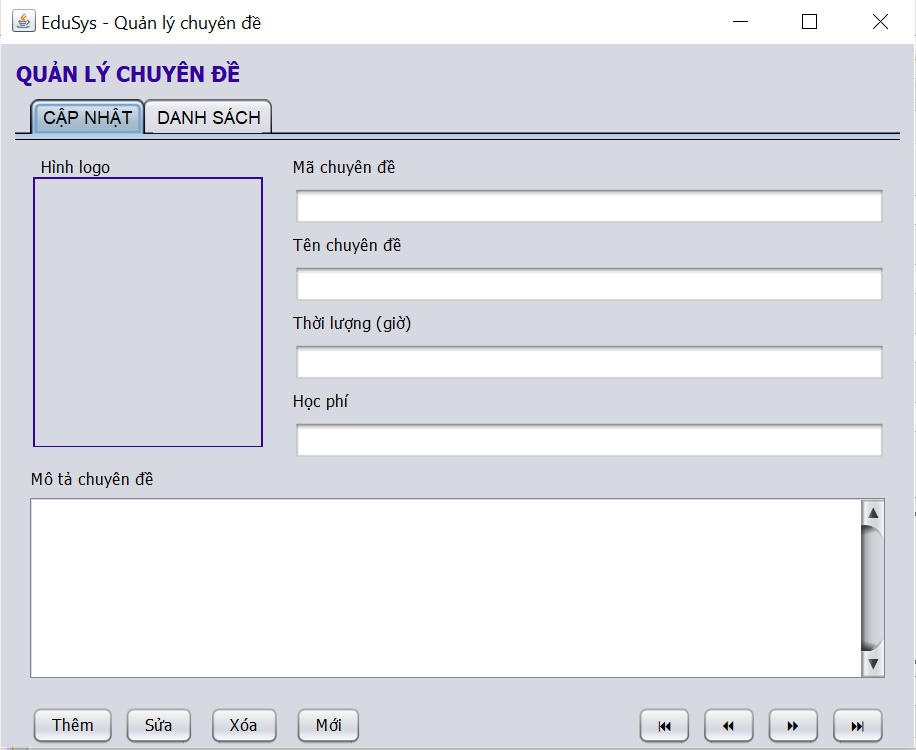 EduSys - Quản lý chuyên đề
QUẢN LÝ CHUYÊN ĐỀ
CẬP NHẬT DANH SÁCH
Hình logo
Mã chuyên đề
Tên chuyên đề
Thời lượng (giờ)
Học phí
Mô tả chuyên đề
Thêm Sửa Xóa Mới